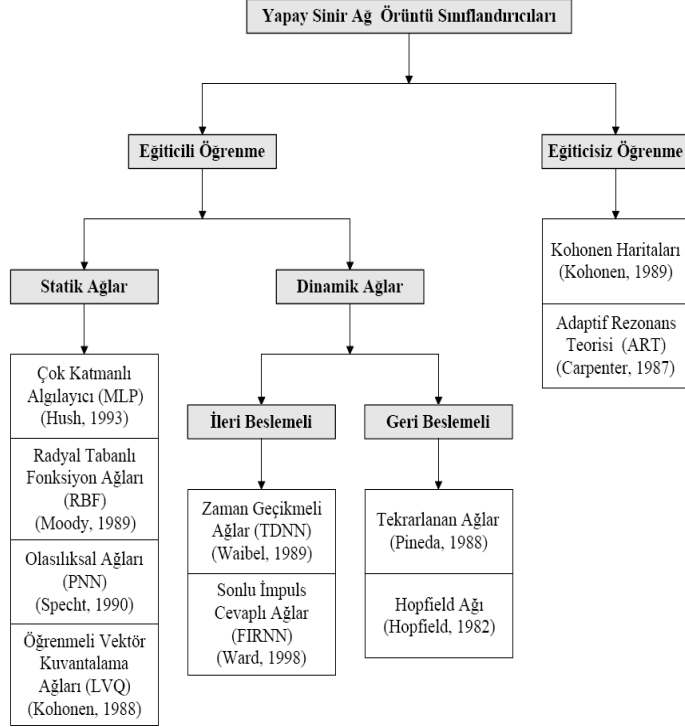 Yapay Sinir Ağ Örüntü Sınıflandırıcıları
Eğiticili Öğrenme
Eğiticisiz Öğrenme
Statik Ağlar
Dinamik Ağlar
Kohonen Haritaları
(Kohonen, 1989)
Adaptif Rezonans
Teorisi (ART)
(Carpenter, 1987)
Çok Katmanlı
Algılayıcı (MLP)
(Hush, 1993)
Radyal Tabanlı
Fonksiyon Ağları
(RBF)
(Moody, 1989)
Olasılıksal Ağları
(PNN)
(Specht, 1990)
Öğrenmeli Vektör
Kuvantalama
Ağları (LVQ)
(Kohonen, 1988)
İleri Beslemeli
Geri Beslemeli
Zaman Geçikmeli
Ağlar (TDNN)
(Waibel, 1989)
Sonlu İmpuls
Cevaplı Ağlar
(FIRNN)
(Ward, 1998)
Tekrarlanan Ağlar
(Pineda, 1988)
Hopfield Ağı
(Hopfield, 1982)